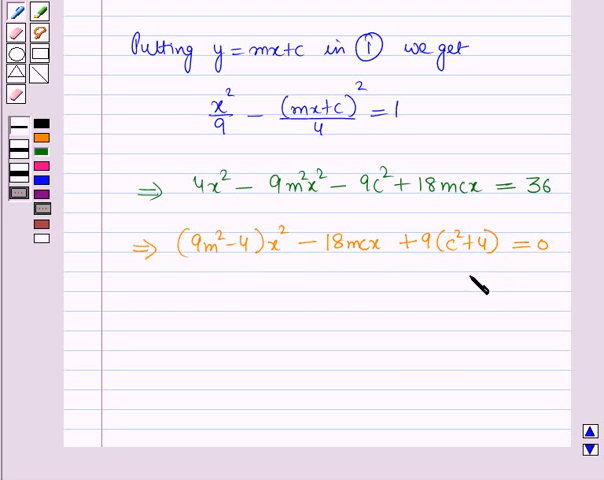 Putting y = mx+c in ① we get
x²/9 − (mx+c)²/4 = 1
⇒ 4x² − 9m²x² − 9c² + 18mcx = 36
⇒ (9m²−4)x² − 18mcx + 9(c²+4) = 0